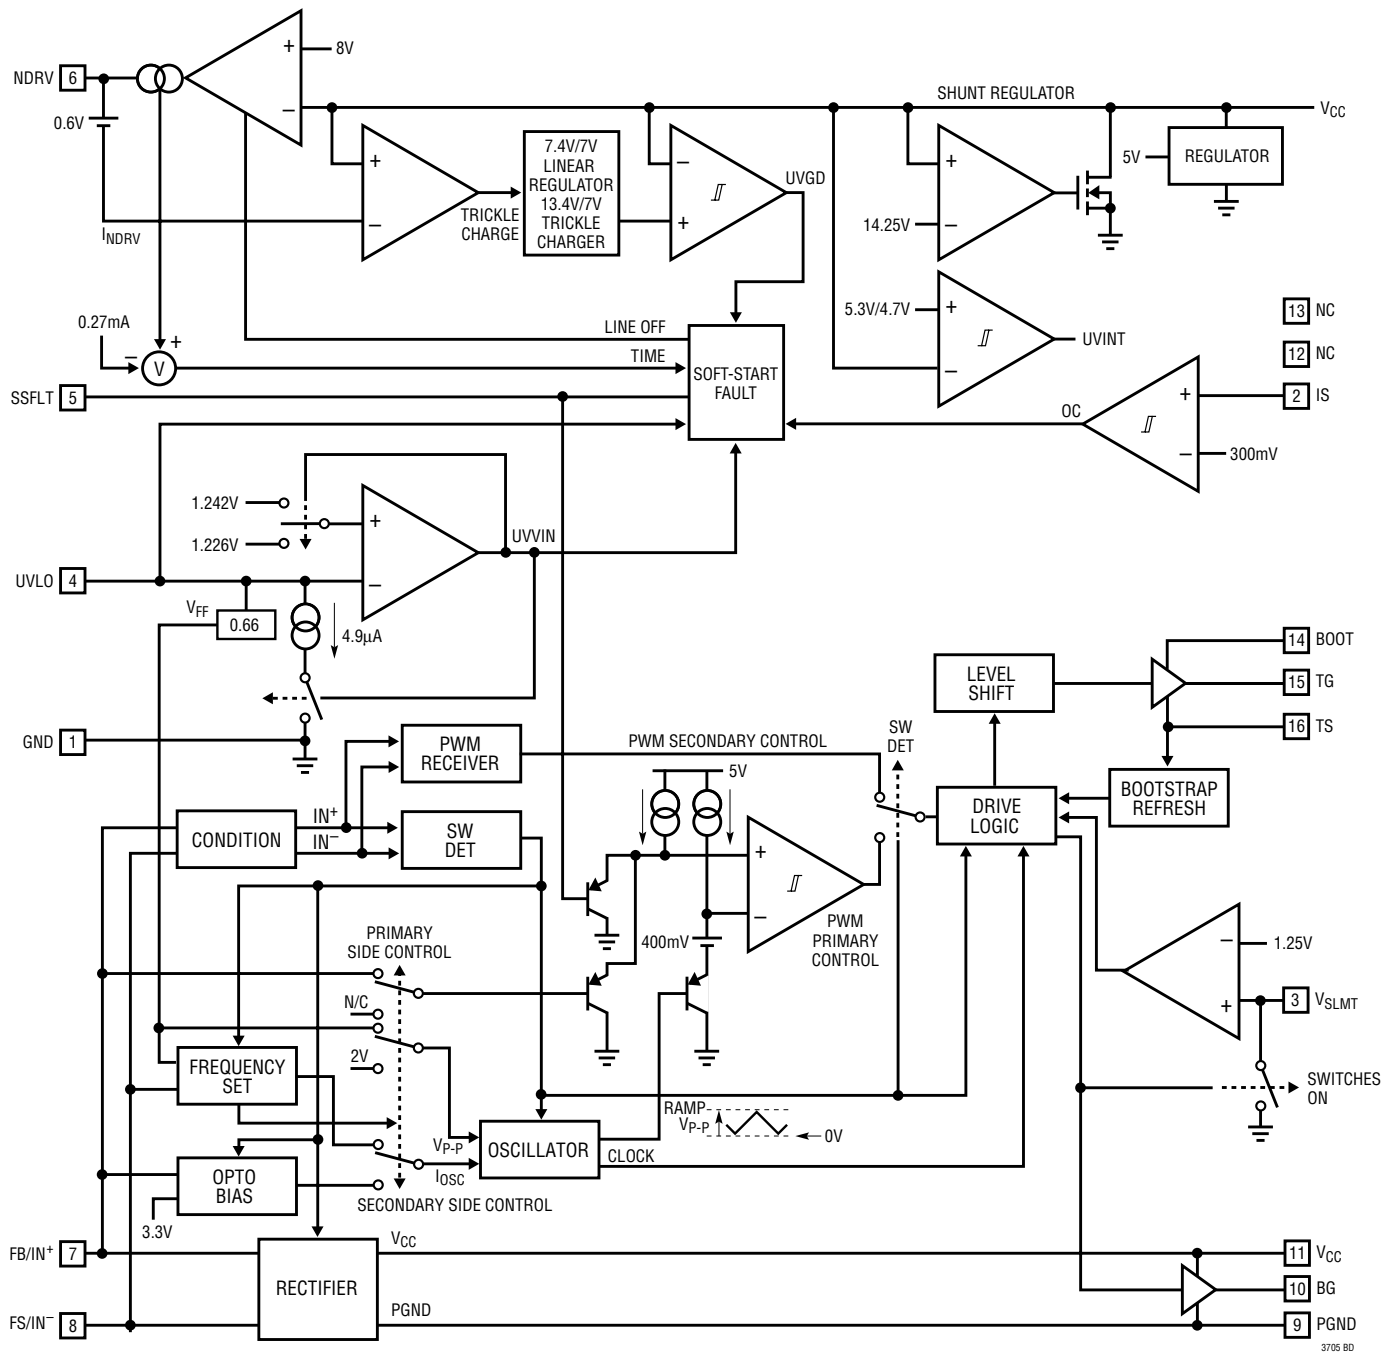 8V
NDRV 6
0.6V
INDRV
SHUNT REGULATOR
VCC
7.4V/7V
LINEAR
REGULATOR
13.4V/7V
TRICKLE
CHARGER
TRICKLE
CHARGE
UVGD
5V
REGULATOR
14.25V
5.3V/4.7V
UVINT
13 NC
12 NC
2 IS
0.27mA
V
LINE OFF
TIME
SSFLT 5
SOFT-START
FAULT
OC
300mV
1.242V
1.226V
UVVIN
UVLO 4
VFF
0.66
4.9µA
GND 1
PWM
RECEIVER
PWM SECONDARY CONTROL
SW
DET
LEVEL
SHIFT
14 BOOT
15 TG
16 TS
5V
CONDITION
IN+
IN–
SW
DET
DRIVE
LOGIC
BOOTSTRAP
REFRESH
PWM
PRIMARY
CONTROL
400mV
1.25V
3 VSLMT
SWITCHES
ON
PRIMARY
SIDE CONTROL
N/C
2V
FREQUENCY
SET
VP-P
IOSC
OSCILLATOR
RAMP
VP-P
0V
CLOCK
OPTO
BIAS
3.3V
SECONDARY SIDE CONTROL
FB/IN+ 7
RECTIFIER
VCC
11 VCC
10 BG
FS/IN– 8
PGND
9 PGND
3705 BD